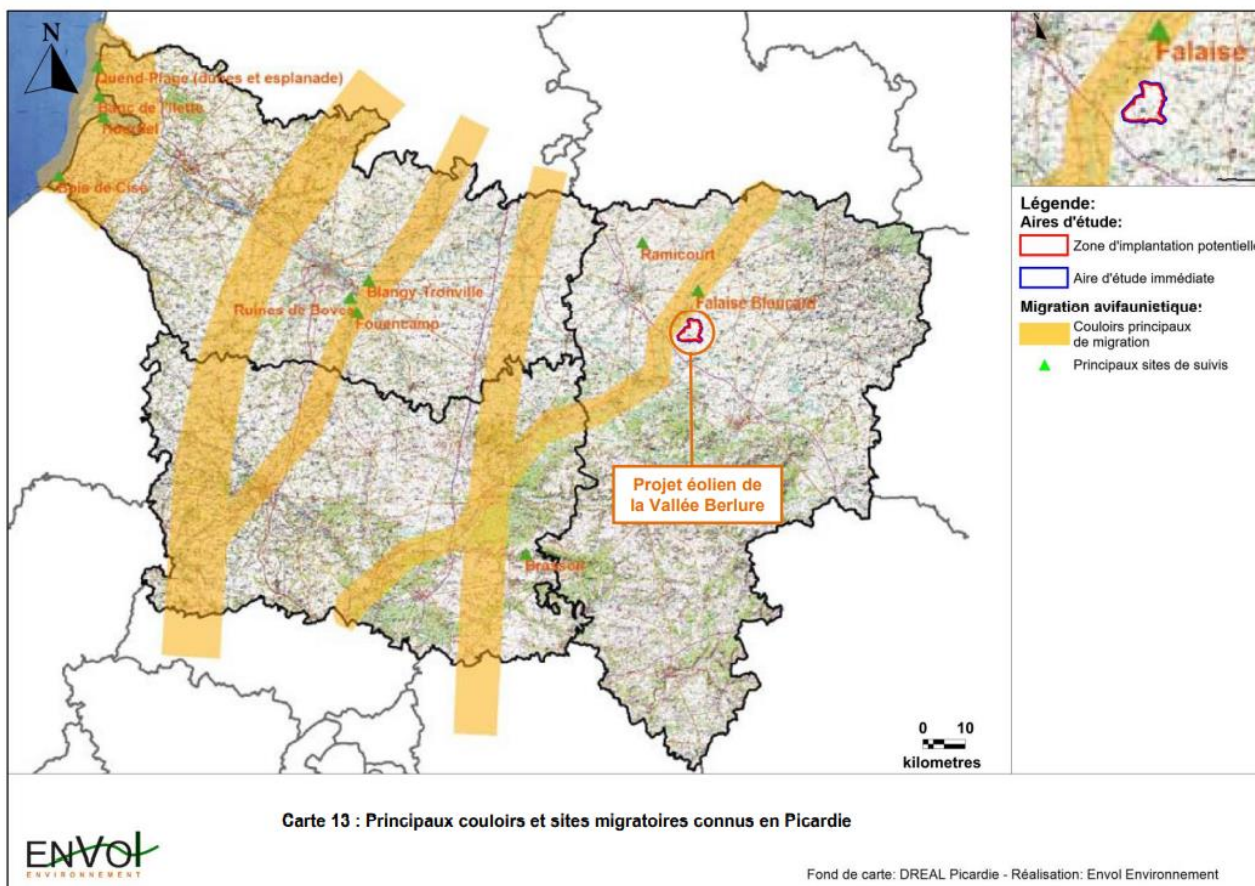 N
Quend-Plage (dunes et esplanade)
Banc de l'Ilette
Bois de Cise
Blangy-Tronville
Ruines de Boves
Fouencamp
Ramicourt
Falaise Bloucard
Brassoir
Projet éolien de
la Vallée Berlure
0 10
kilometres
Falaise
Légende:
Aires d'étude:
Zone d'implantation potentielle
Aire d'étude immédiate
Migration avifaunistique:
Couloirs principaux
de migration
Principaux sites de suivis
Carte 13 : Principaux couloirs et sites migratoires connus en Picardie
ENVOl
ENVIRONNEMENT
Fond de carte: DREAL Picardie - Réalisation: Envol Environnement